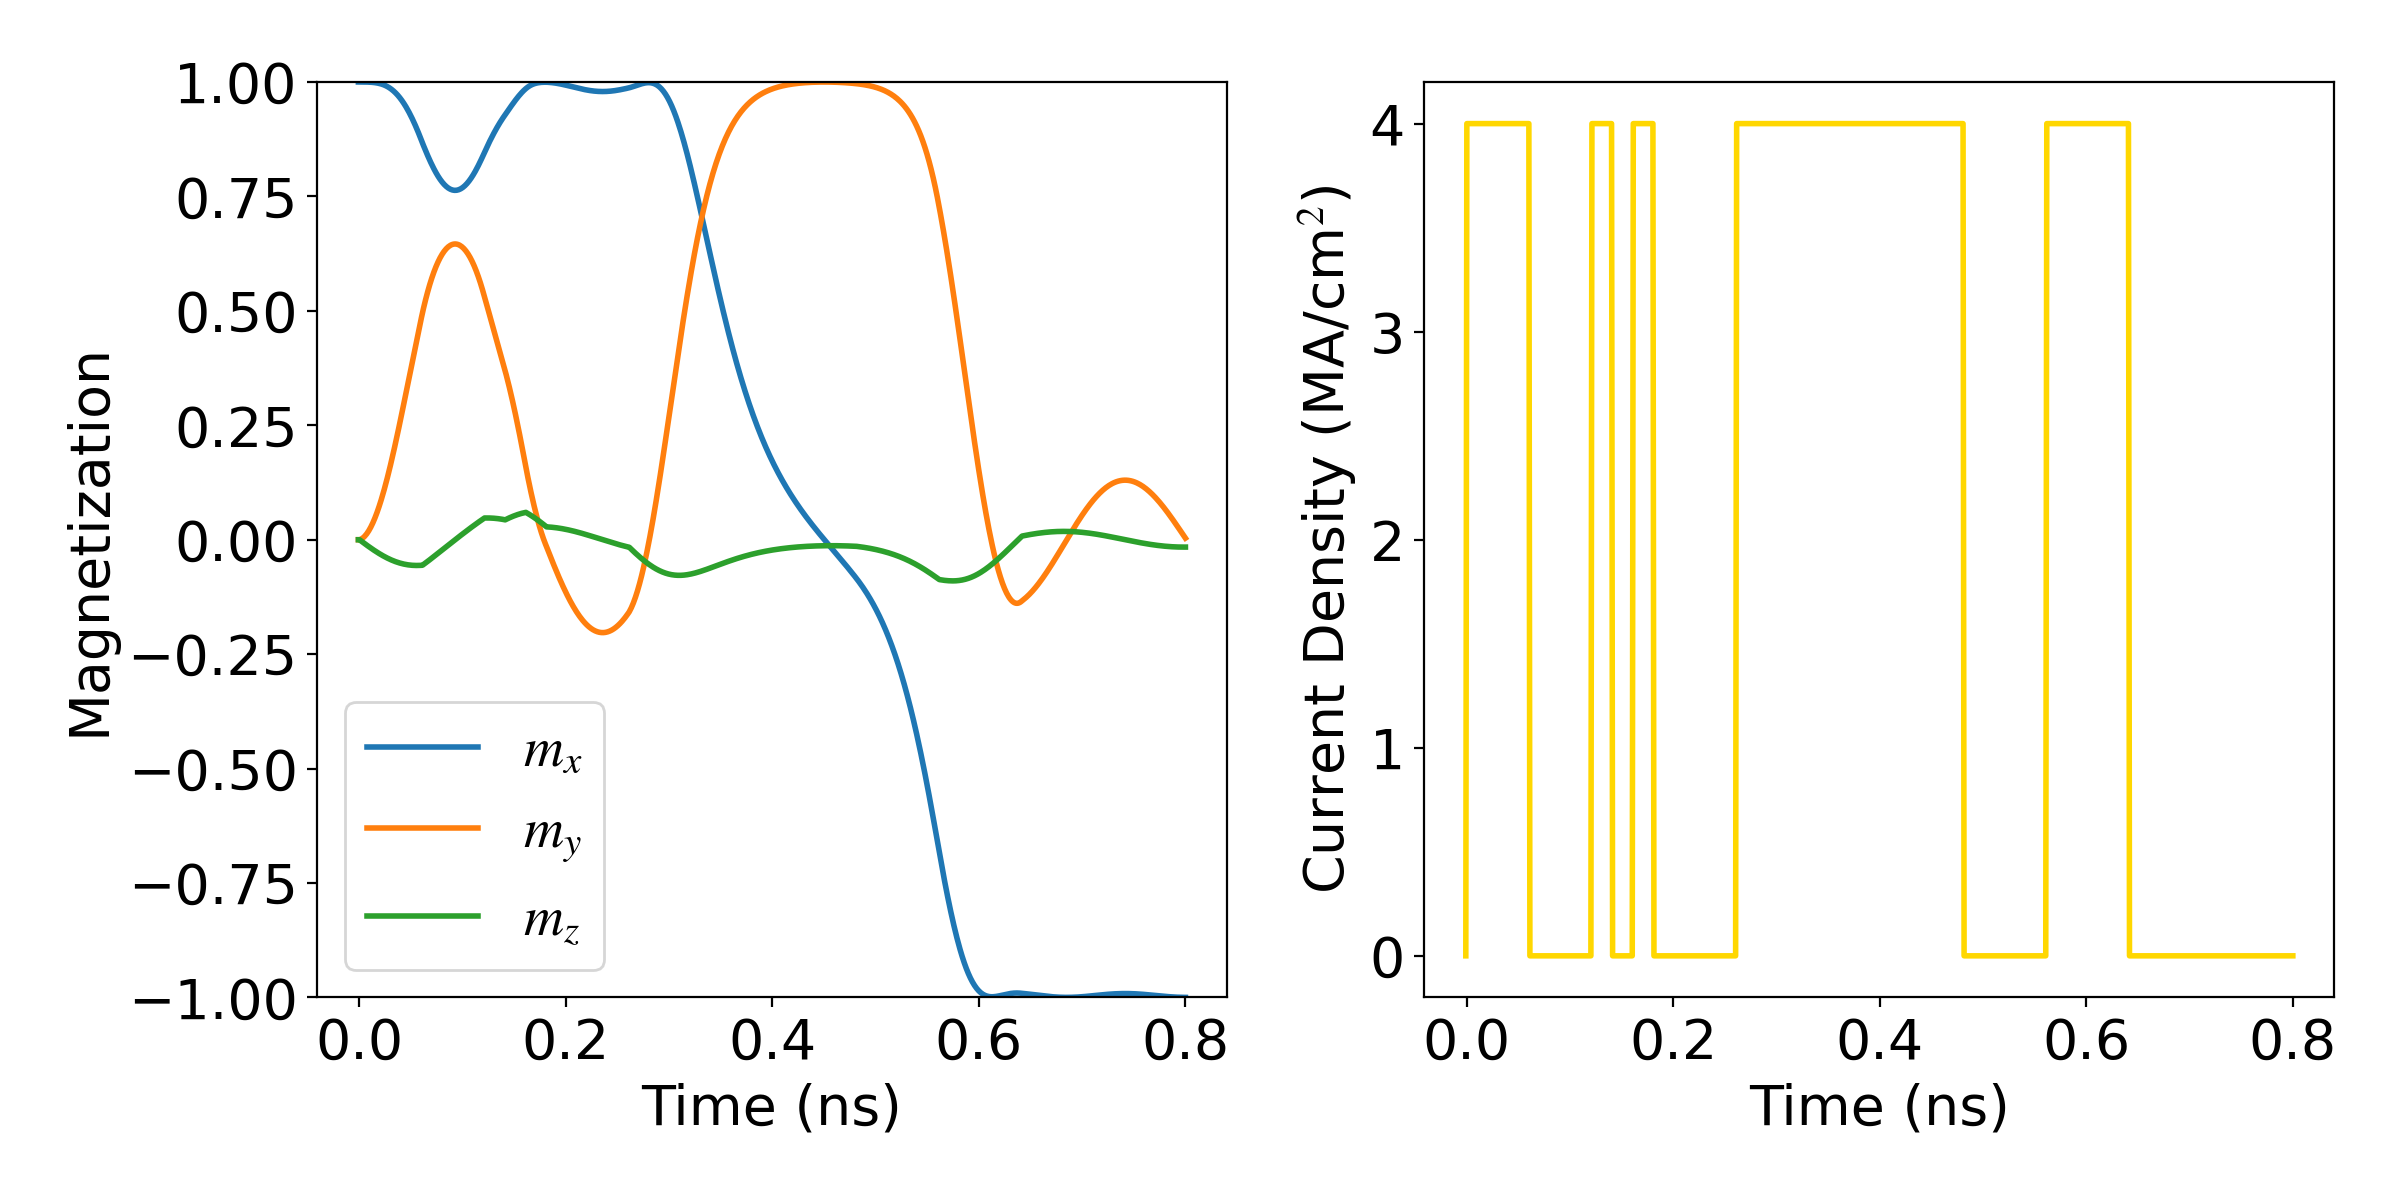 Magnetization
1.00
0.75
0.50
0.25
0.00
−0.25
−0.50
−0.75
−1.00
m_x
m_y
m_z
0.0 0.2 0.4 0.6 0.8
Time (ns)
Current Density (MA/cm²)
4
3
2
1
0
0.0 0.2 0.4 0.6 0.8
Time (ns)